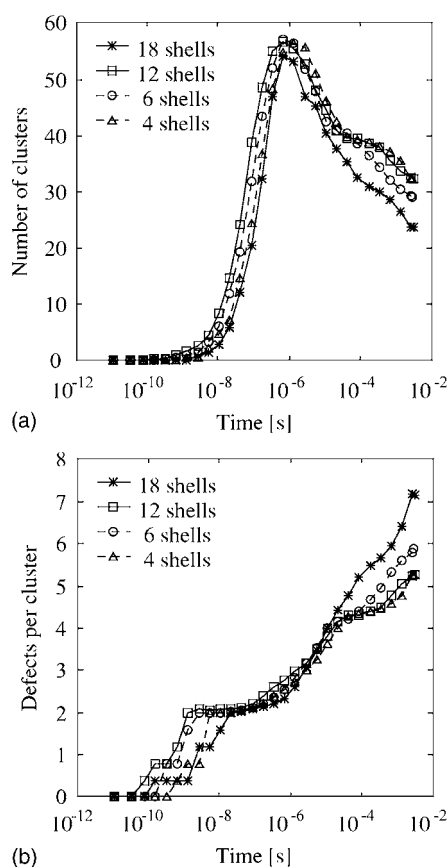 Number of clusters
60
50
40
30
20
10
0
18 shells
12 shells
6 shells
4 shells
10-12 10-10 10-8 10-6 10-4 10-2
(a) Time [s]
Defects per cluster
8
7
6
5
4
3
2
1
0
18 shells
12 shells
6 shells
4 shells
10-12 10-10 10-8 10-6 10-4 10-2
(b) Time [s]